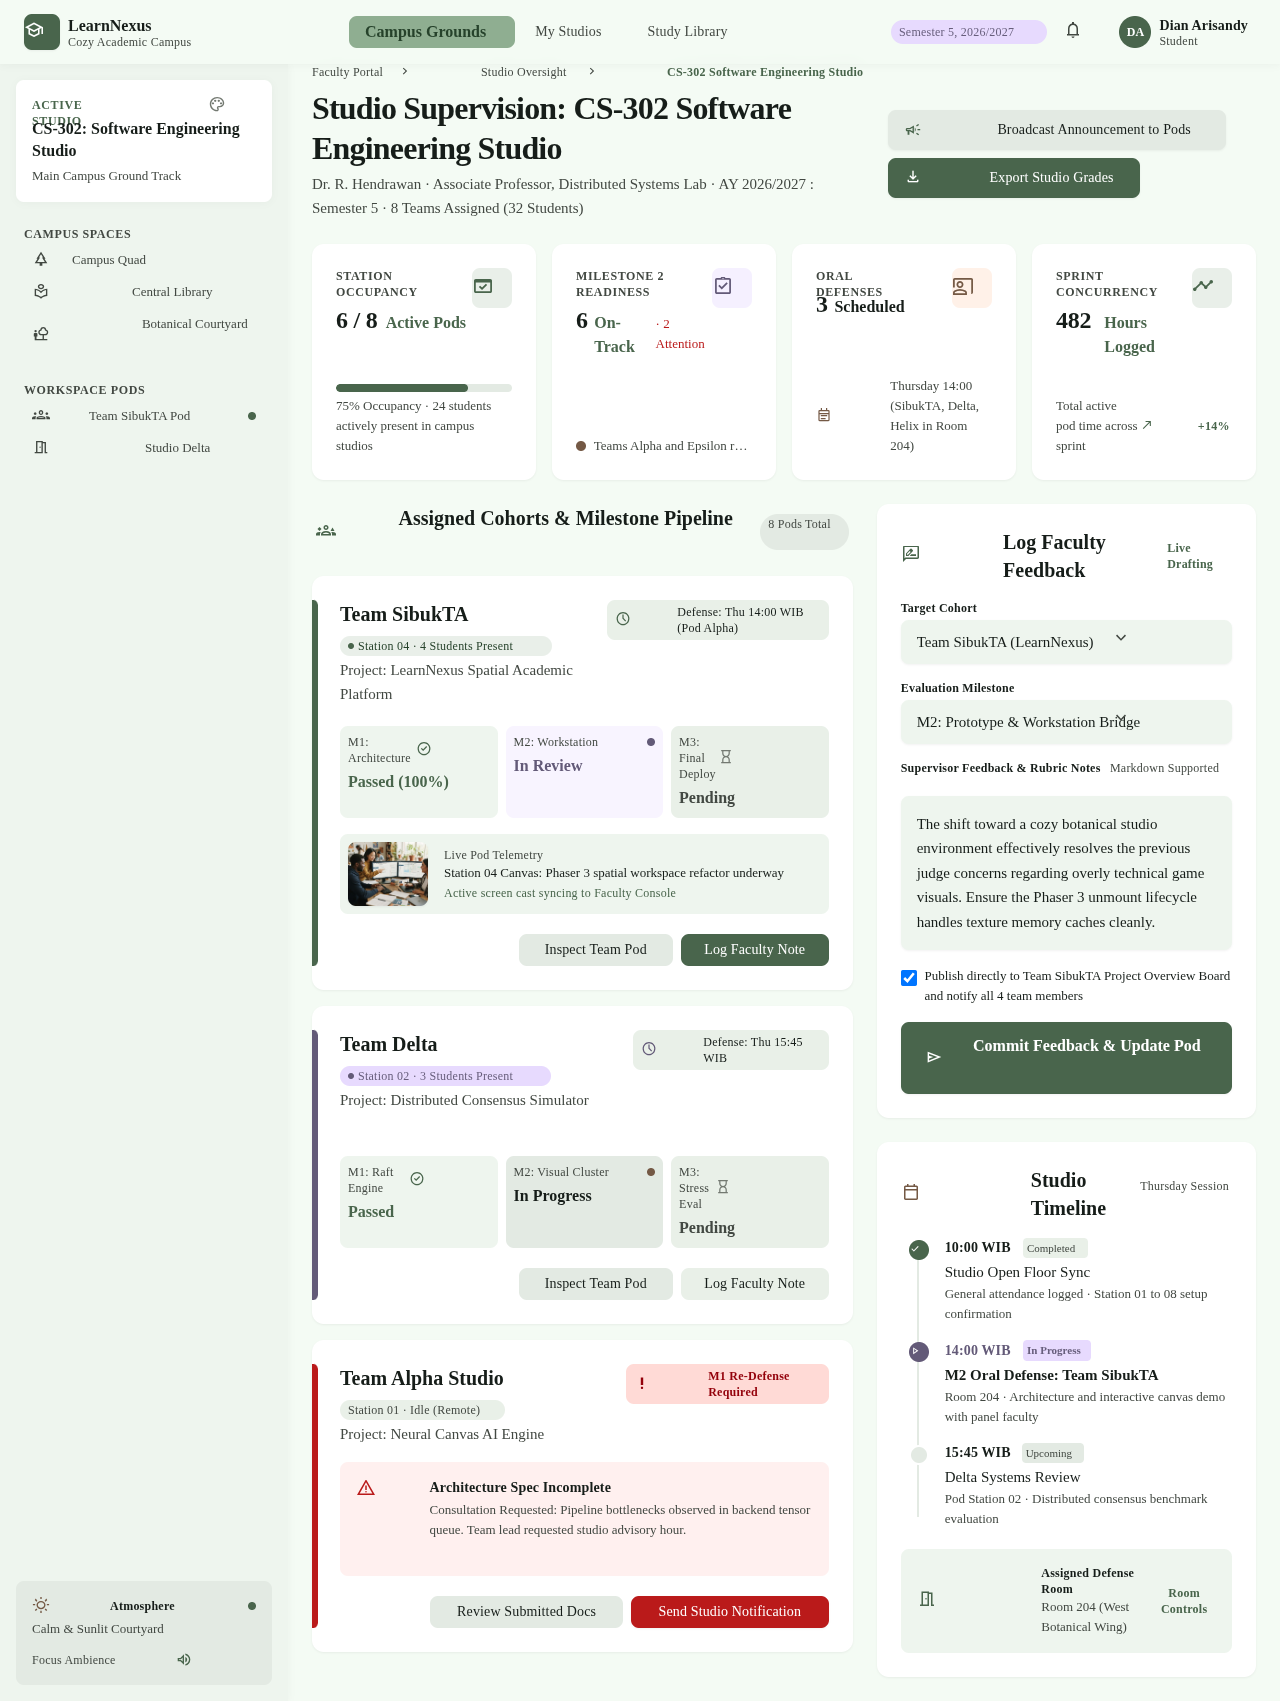 LearnNexus
Cozy Academic Campus
Campus Grounds
My Studios
Study Library
Semester 5, 2026/2027
DA
Dian Arisandy
Student
ACTIVE
STUDIO
CS-302: Software Engineering
Studio
Main Campus Ground Track
CAMPUS SPACES
Campus Quad
Central Library
Botanical Courtyard
WORKSPACE PODS
Team SibukTA Pod
Studio Delta
Atmosphere
Calm & Sunlit Courtyard
Focus Ambience
Faculty Portal
Studio Oversight
CS-302 Software Engineering Studio
Studio Supervision: CS-302 Software
Engineering Studio
Dr. R. Hendrawan · Associate Professor, Distributed Systems Lab · AY 2026/2027 :
Semester 5 · 8 Teams Assigned (32 Students)
Broadcast Announcement to Pods
Export Studio Grades
STATION
OCCUPANCY
6 / 8 Active Pods
75% Occupancy · 24 students
actively present in campus
studios
MILESTONE 2
READINESS
6 On-
Track
· 2
Attention
Teams Alpha and Epsilon r…
ORAL
DEFENSES
3 Scheduled
Thursday 14:00
(SibukTA, Delta,
Helix in Room
204)
SPRINT
CONCURRENCY
482 Hours
Logged
Total active
pod time across
sprint
+14%
Assigned Cohorts & Milestone Pipeline
8 Pods Total
Team SibukTA
Station 04 · 4 Students Present
Project: LearnNexus Spatial Academic
Platform
Defense: Thu 14:00 WIB
(Pod Alpha)
M1:
Architecture
Passed (100%)
M2: Workstation
In Review
M3:
Final
Deploy
Pending
Live Pod Telemetry
Station 04 Canvas: Phaser 3 spatial workspace refactor underway
Active screen cast syncing to Faculty Console
Inspect Team Pod
Log Faculty Note
Team Delta
Station 02 · 3 Students Present
Project: Distributed Consensus Simulator
Defense: Thu 15:45
WIB
M1: Raft
Engine
Passed
M2: Visual Cluster
In Progress
M3:
Stress
Eval
Pending
Inspect Team Pod
Log Faculty Note
Team Alpha Studio
Station 01 · Idle (Remote)
Project: Neural Canvas AI Engine
M1 Re-Defense
Required
Architecture Spec Incomplete
Consultation Requested: Pipeline bottlenecks observed in backend tensor
queue. Team lead requested studio advisory hour.
Review Submitted Docs
Send Studio Notification
Log Faculty
Feedback
Live
Drafting
Target Cohort
Team SibukTA (LearnNexus)
Evaluation Milestone
M2: Prototype & Workstation Bridge
Supervisor Feedback & Rubric Notes
Markdown Supported
The shift toward a cozy botanical studio
environment effectively resolves the previous
judge concerns regarding overly technical game
visuals. Ensure the Phaser 3 unmount lifecycle
handles texture memory caches cleanly.
Publish directly to Team SibukTA Project Overview Board
and notify all 4 team members
Commit Feedback & Update Pod
Studio
Timeline
Thursday Session
10:00 WIB Completed
Studio Open Floor Sync
General attendance logged · Station 01 to 08 setup
confirmation
14:00 WIB In Progress
M2 Oral Defense: Team SibukTA
Room 204 · Architecture and interactive canvas demo
with panel faculty
15:45 WIB Upcoming
Delta Systems Review
Pod Station 02 · Distributed consensus benchmark
evaluation
Assigned Defense
Room
Room 204 (West
Botanical Wing)
Room
Controls